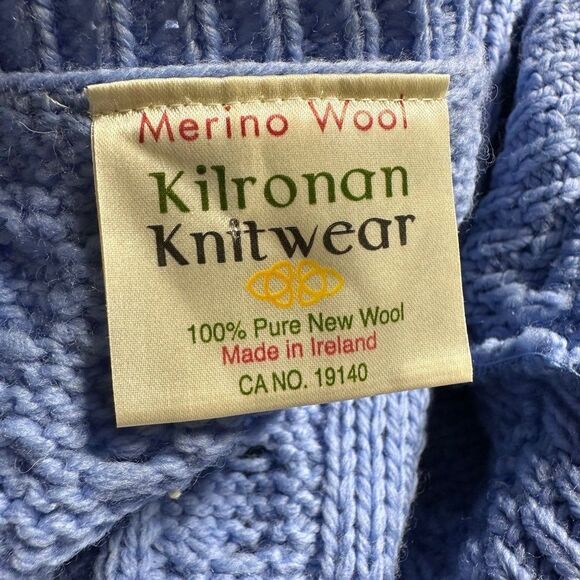 Merino Wool
Kilronan
Knitwear
100% Pure New Wool
Made in Ireland
CA NO. 19140